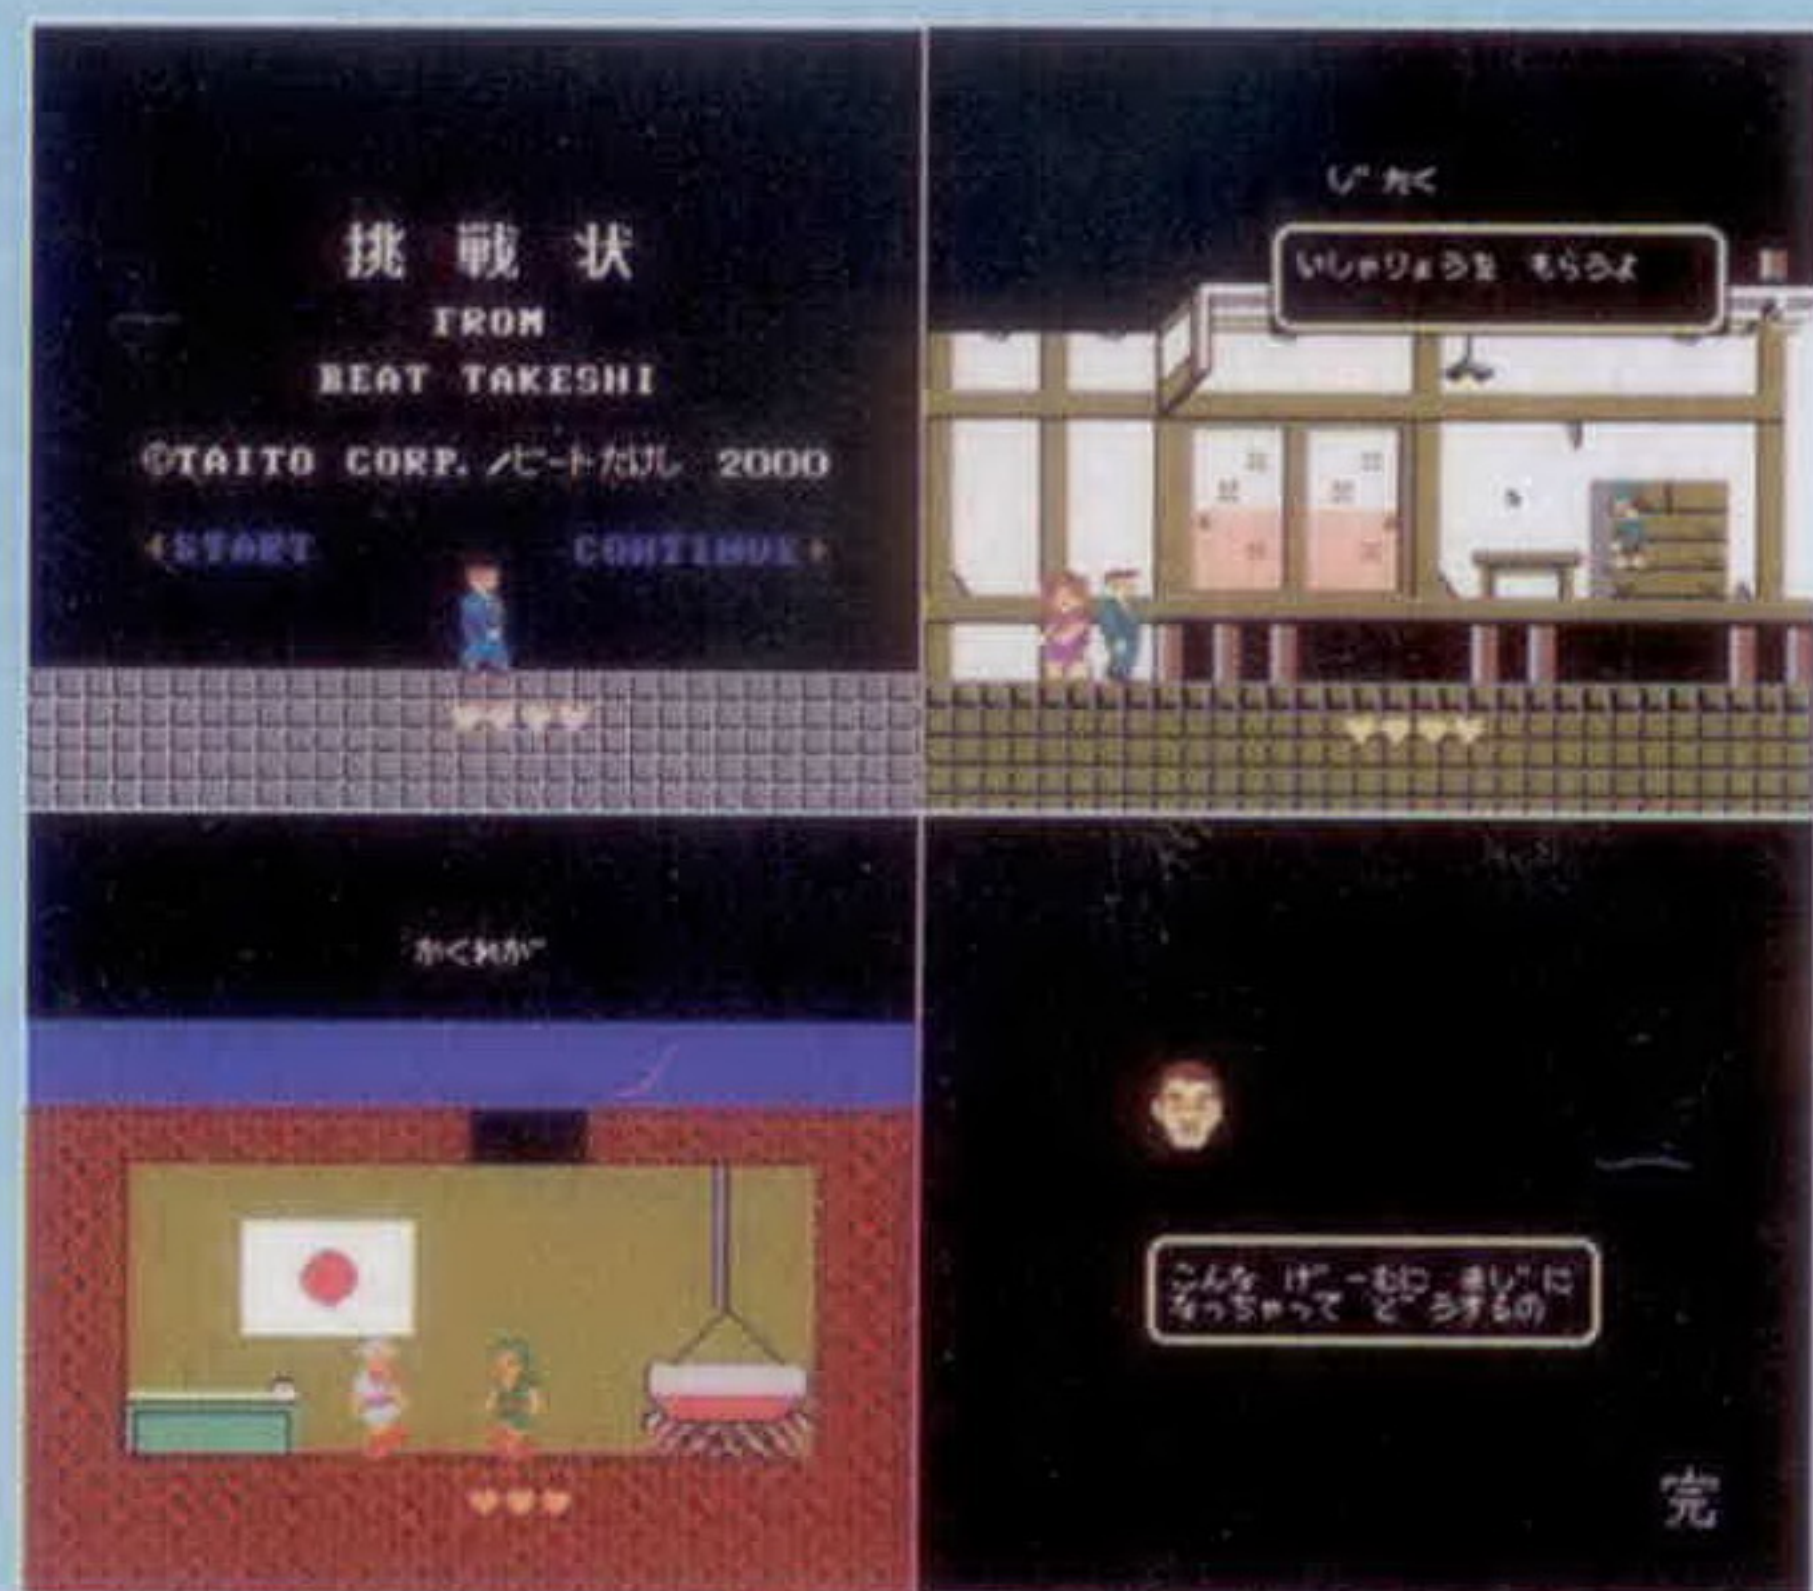 挑 戦 状
FROM
BEAT TAKESHI
©TAITO CORP./ビートたけし 2000
START
CONTINUE
じたく
いしゃりょうを もらうよ
かくれが
こんな げーむに まじに
なっちゃって どうするの
完